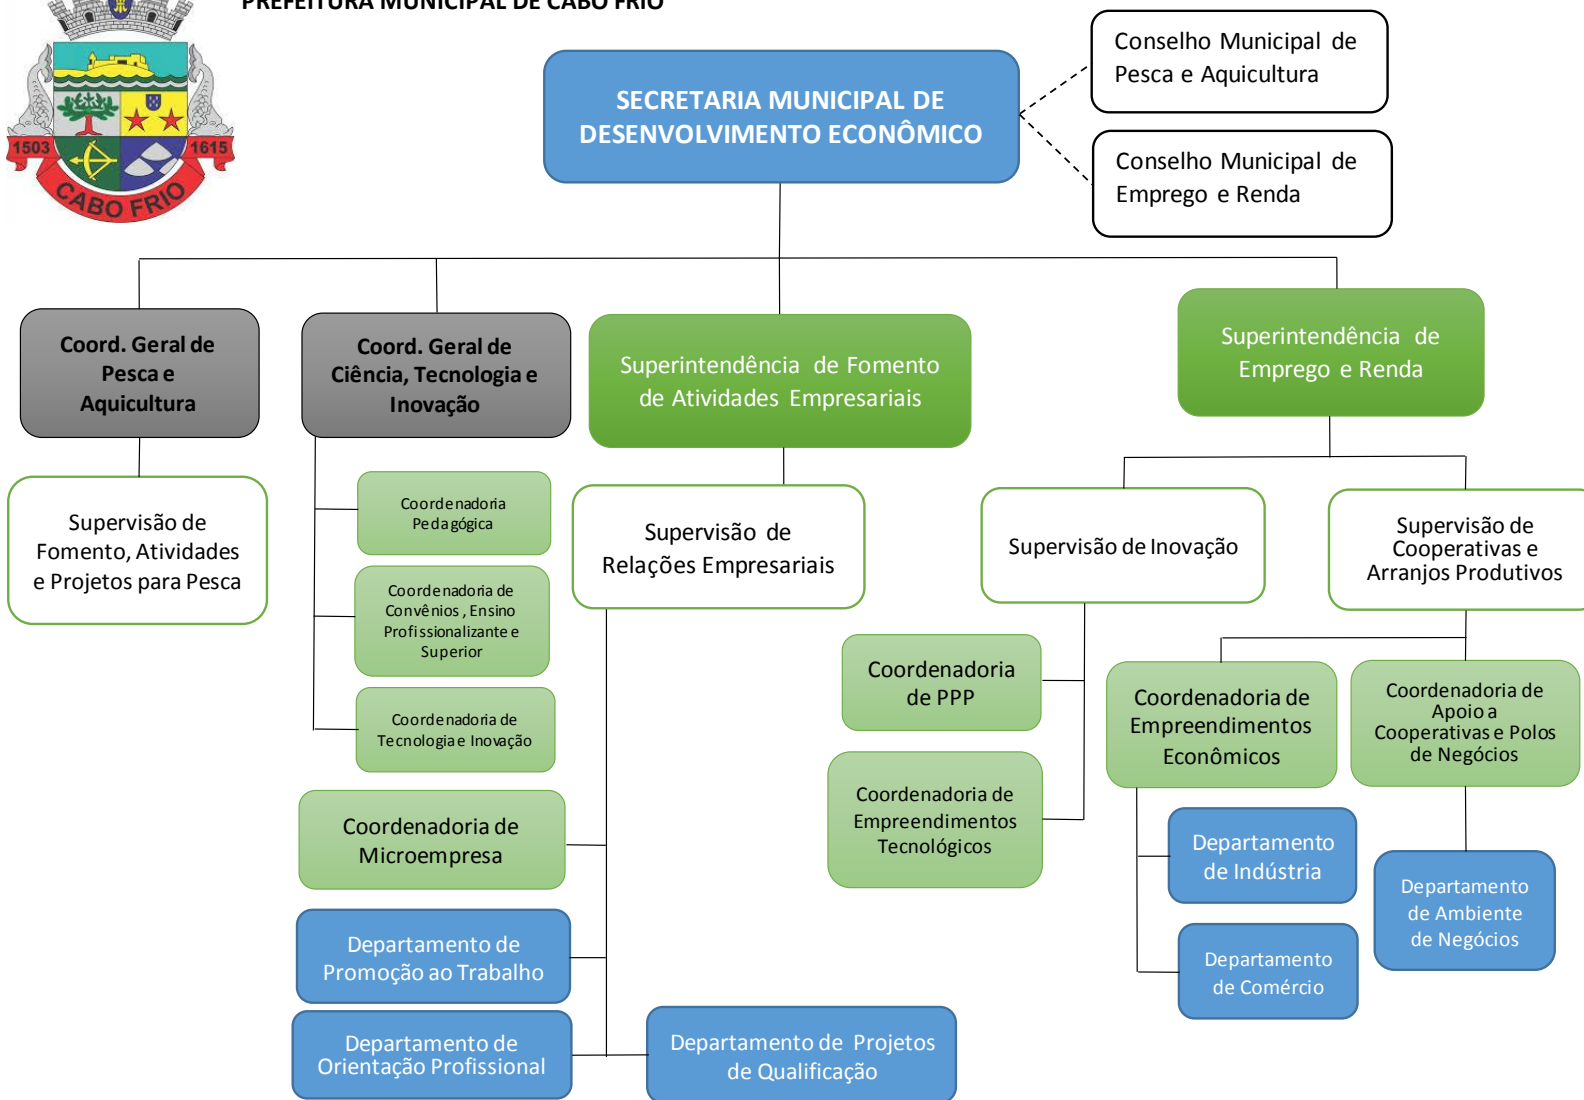 PREFEITURA MUNICIPAL DE CABO FRIO
1503
1615
CABO FRIO
SECRETARIA MUNICIPAL DE
DESENVOLVIMENTO ECONÔMICO
Conselho Municipal de
Pesca e Aquicultura
Conselho Municipal de
Emprego e Renda
Coord. Geral de
Pesca e
Aquicultura
Coord. Geral de
Ciência, Tecnologia e
Inovação
Superintendência de Fomento
de Atividades Empresariais
Superintendência de
Emprego e Renda
Supervisão de
Fomento, Atividades
e Projetos para Pesca
Coordenadoria
Pedagógica
Coordenadoria de
Convênios , Ensino
Profissionalizante e
Superior
Coordenadoria de
Tecnologia e Inovação
Supervisão de
Relações Empresariais
Supervisão de Inovação
Supervisão de
Cooperativas e
Arranjos Produtivos
Coordenadoria
de PPP
Coordenadoria de
Empreendimentos
Tecnológicos
Coordenadoria de
Empreendimentos
Econômicos
Coordenadoria de
Apoio a
Cooperativas e Polos
de Negócios
Coordenadoria de
Microempresa
Departamento
de Indústria
Departamento
de Ambiente
de Negócios
Departamento de
Promoção ao Trabalho
Departamento
de Comércio
Departamento de
Orientação Profissional
Departamento de Projetos
de Qualificação